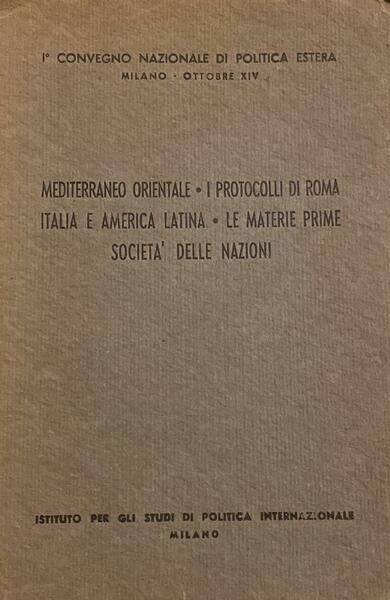 I° CONVEGNO NAZIONALE DI POLITICA ESTERA
MILANO - OTTOBRE XIV
MEDITERRANEO ORIENTALE • I PROTOCOLLI DI ROMA
ITALIA E AMERICA LATINA • LE MATERIE PRIME
SOCIETA' DELLE NAZIONI
ISTITUTO PER GLI STUDI DI POLITICA INTERNAZIONALE
MILANO